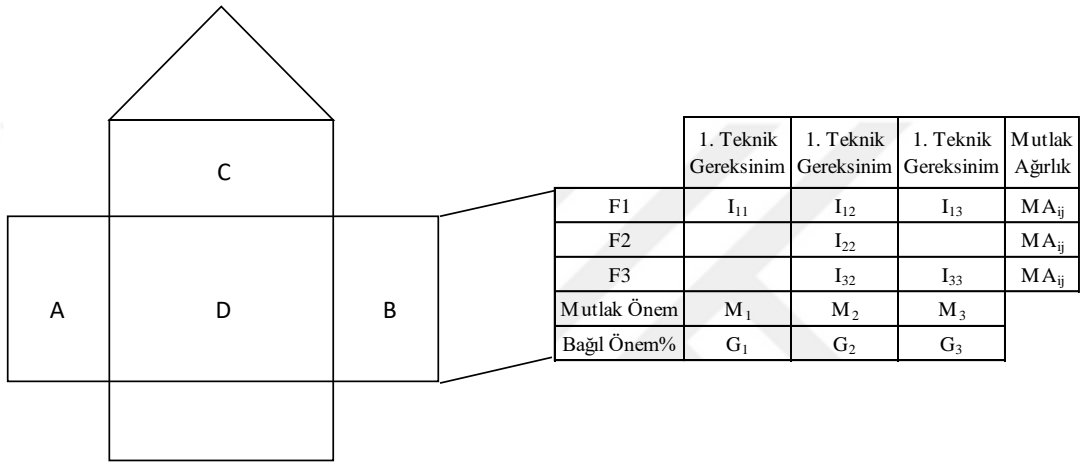 C
A
D
B
1. Teknik Gereksinim 1. Teknik Gereksinim 1. Teknik Gereksinim Mutlak Ağırlık
F1 I₁₁ I₁₂ I₁₃ MAᵢⱼ
F2 I₂₂ MAᵢⱼ
F3 I₃₂ I₃₃ MAᵢⱼ
Mutlak Önem M₁ M₂ M₃
Bağıl Önem% G₁ G₂ G₃